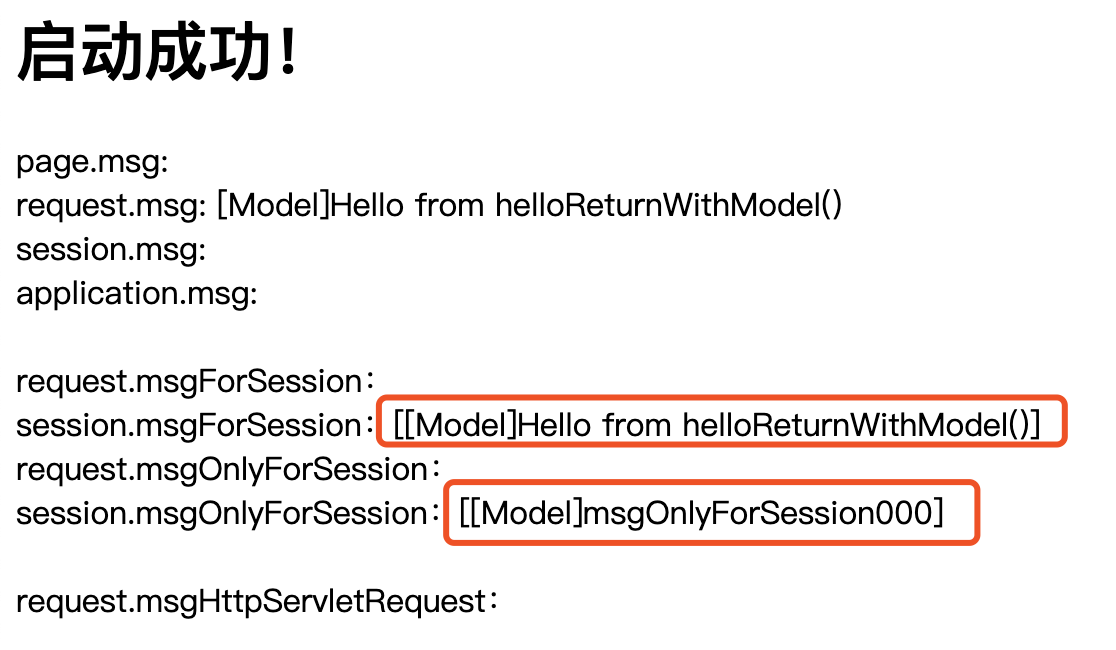 启动成功！
page.msg:
request.msg: [Model]Hello from helloReturnWithModel()
session.msg:
application.msg:
request.msgForSession：
session.msgForSession：[[Model]Hello from helloReturnWithModel()]
request.msgOnlyForSession：
session.msgOnlyForSession：[[Model]msgOnlyForSession000]
request.msgHttpServletRequest：